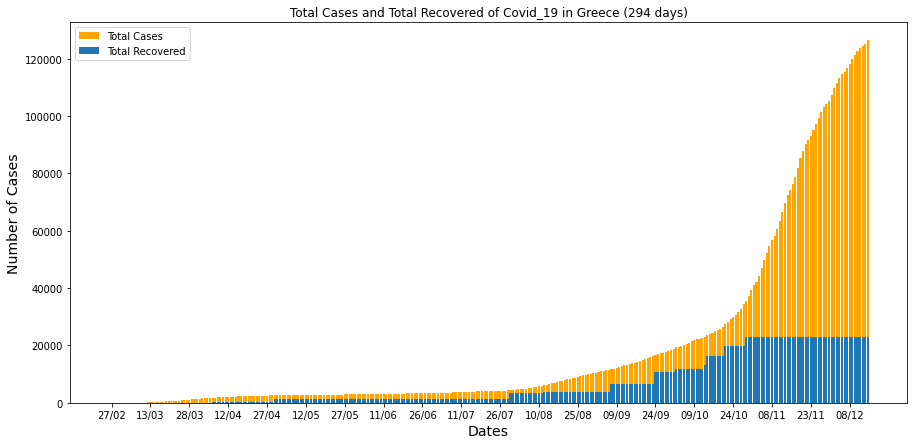 Total Cases and Total Recovered of Covid_19 in Greece (294 days)
Total Cases
Total Recovered
120000
100000
80000
60000
40000
20000
0
Number of Cases
27/02 13/03 28/03 12/04 27/04 12/05 27/05 11/06 26/06 11/07 26/07 10/08 25/08 09/09 24/09 09/10 24/10 08/11 23/11 08/12
Dates